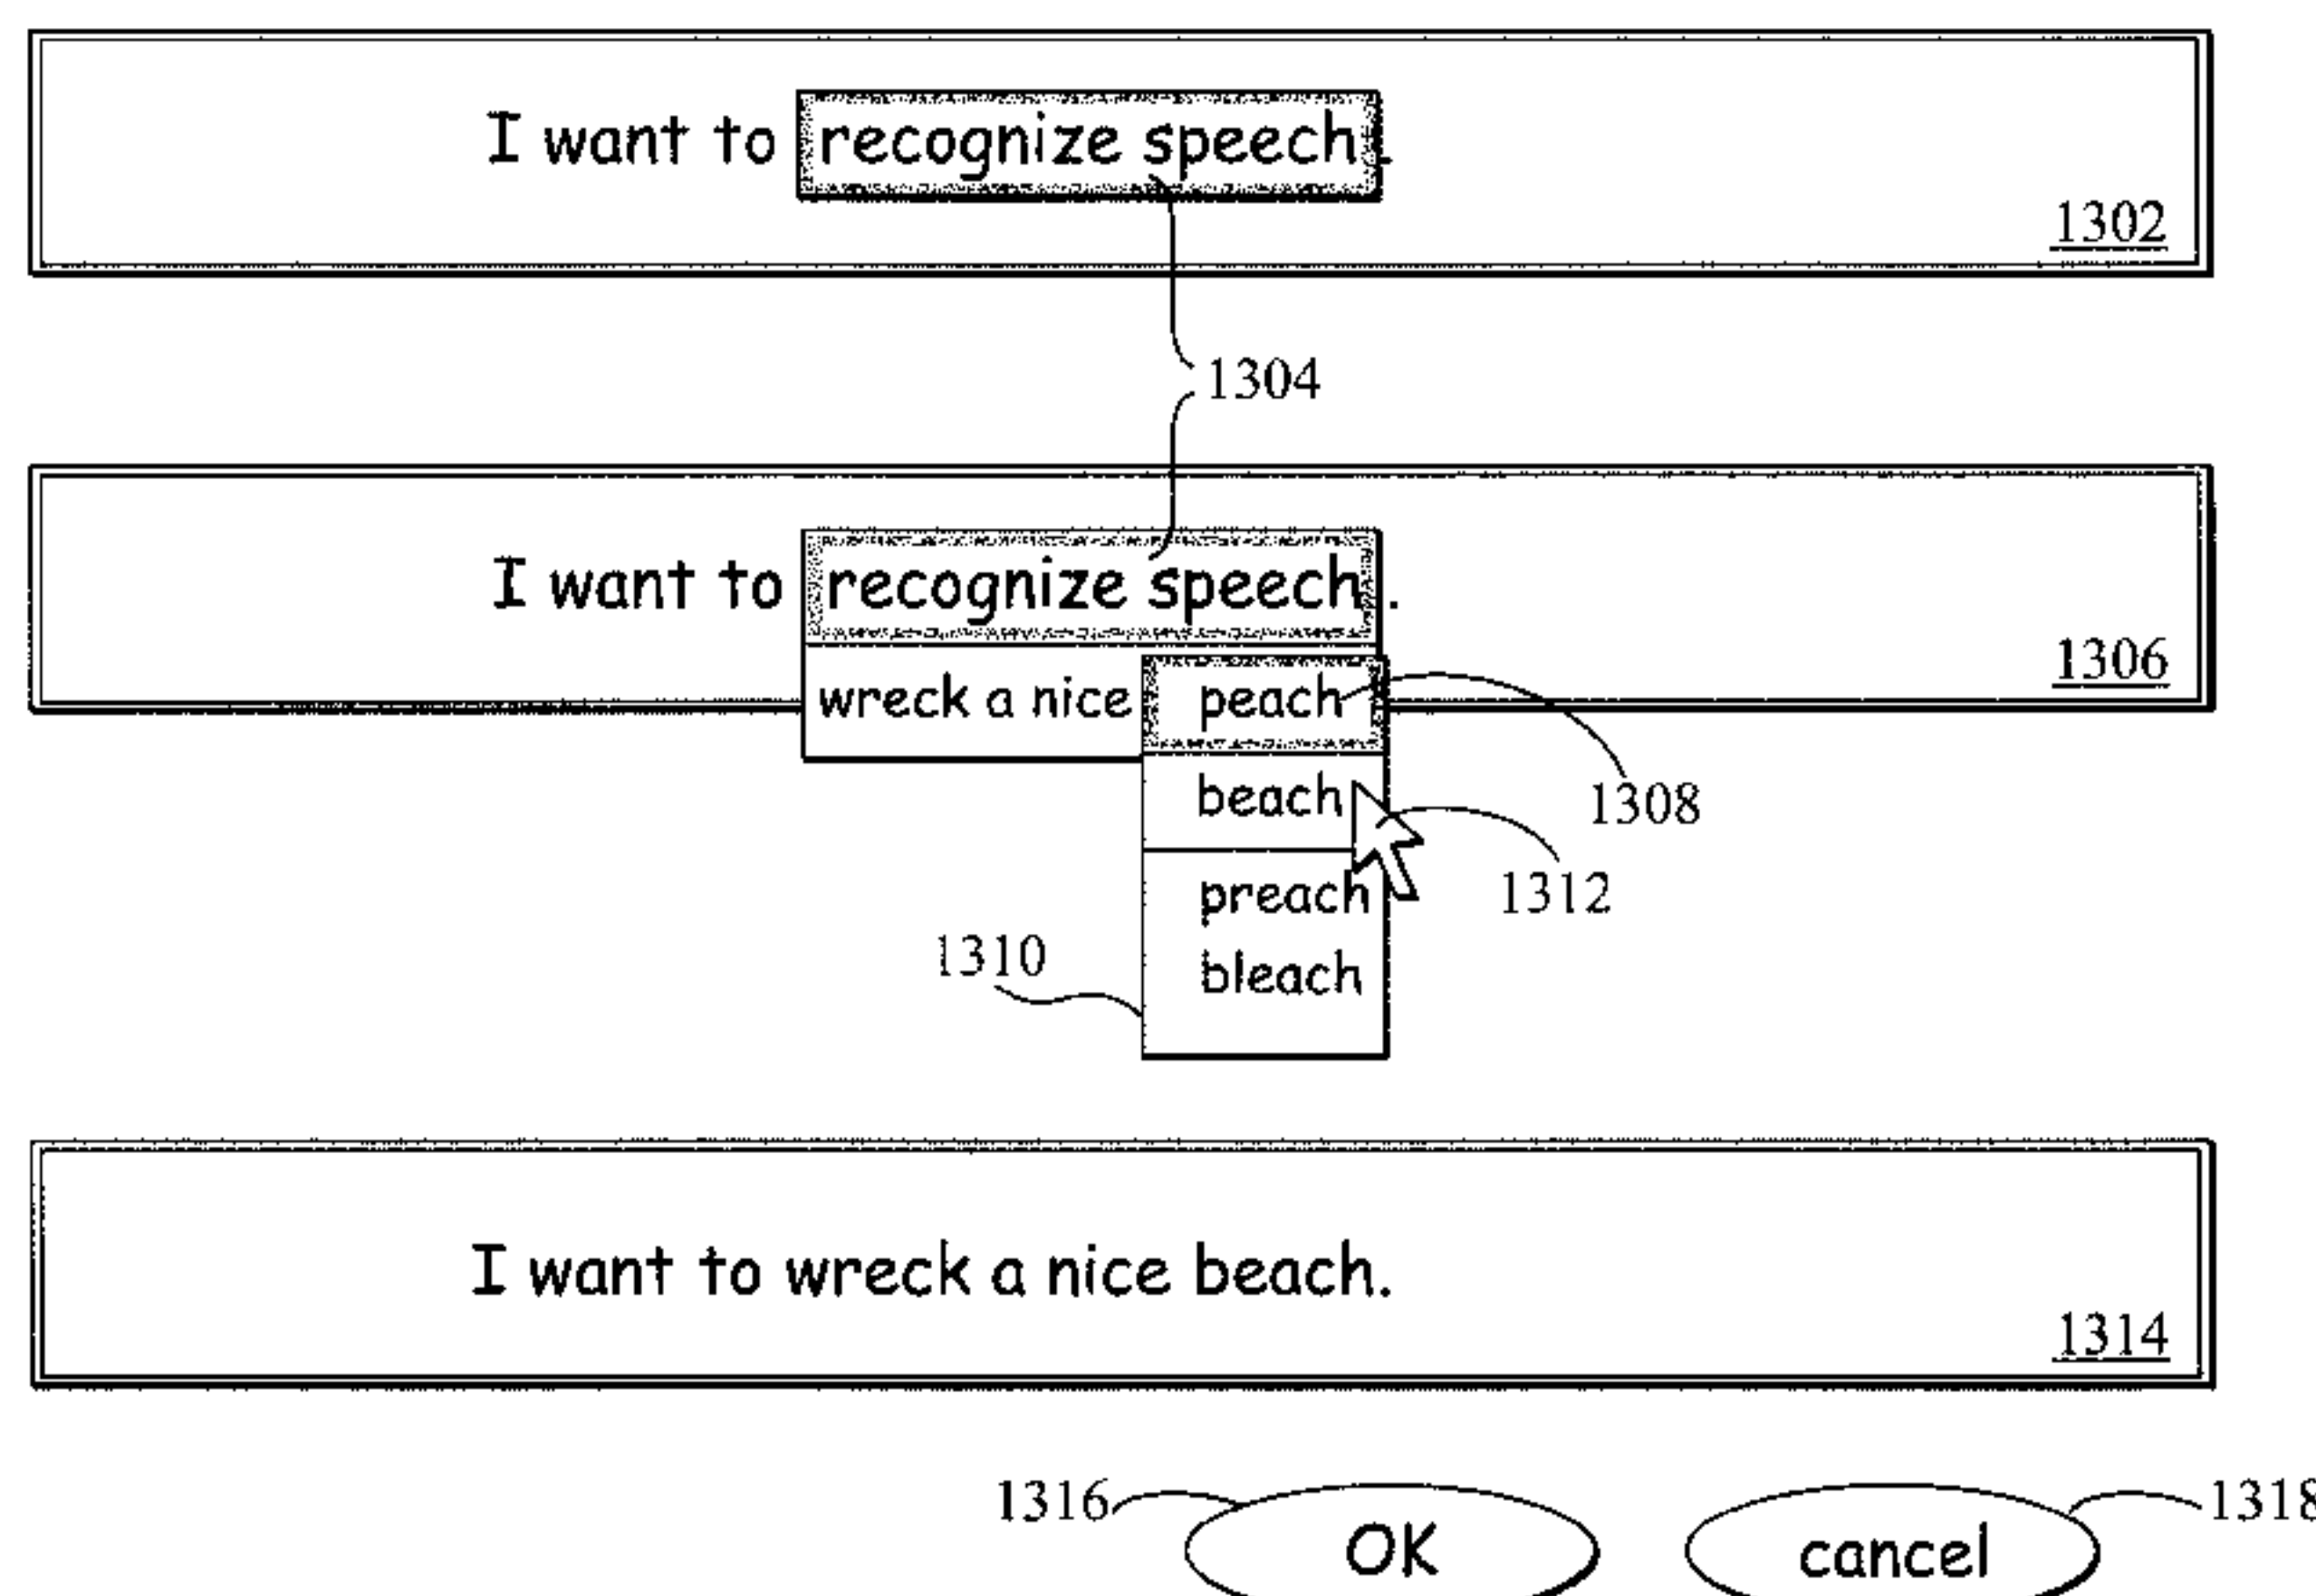 I want to recognize speech.
1302
1304
I want to recognize speech.
1306
wreck a nice peach
beach
1308
preach
1312
1310
bleach
I want to wreck a nice beach.
1314
1316
1318
OK
cancel